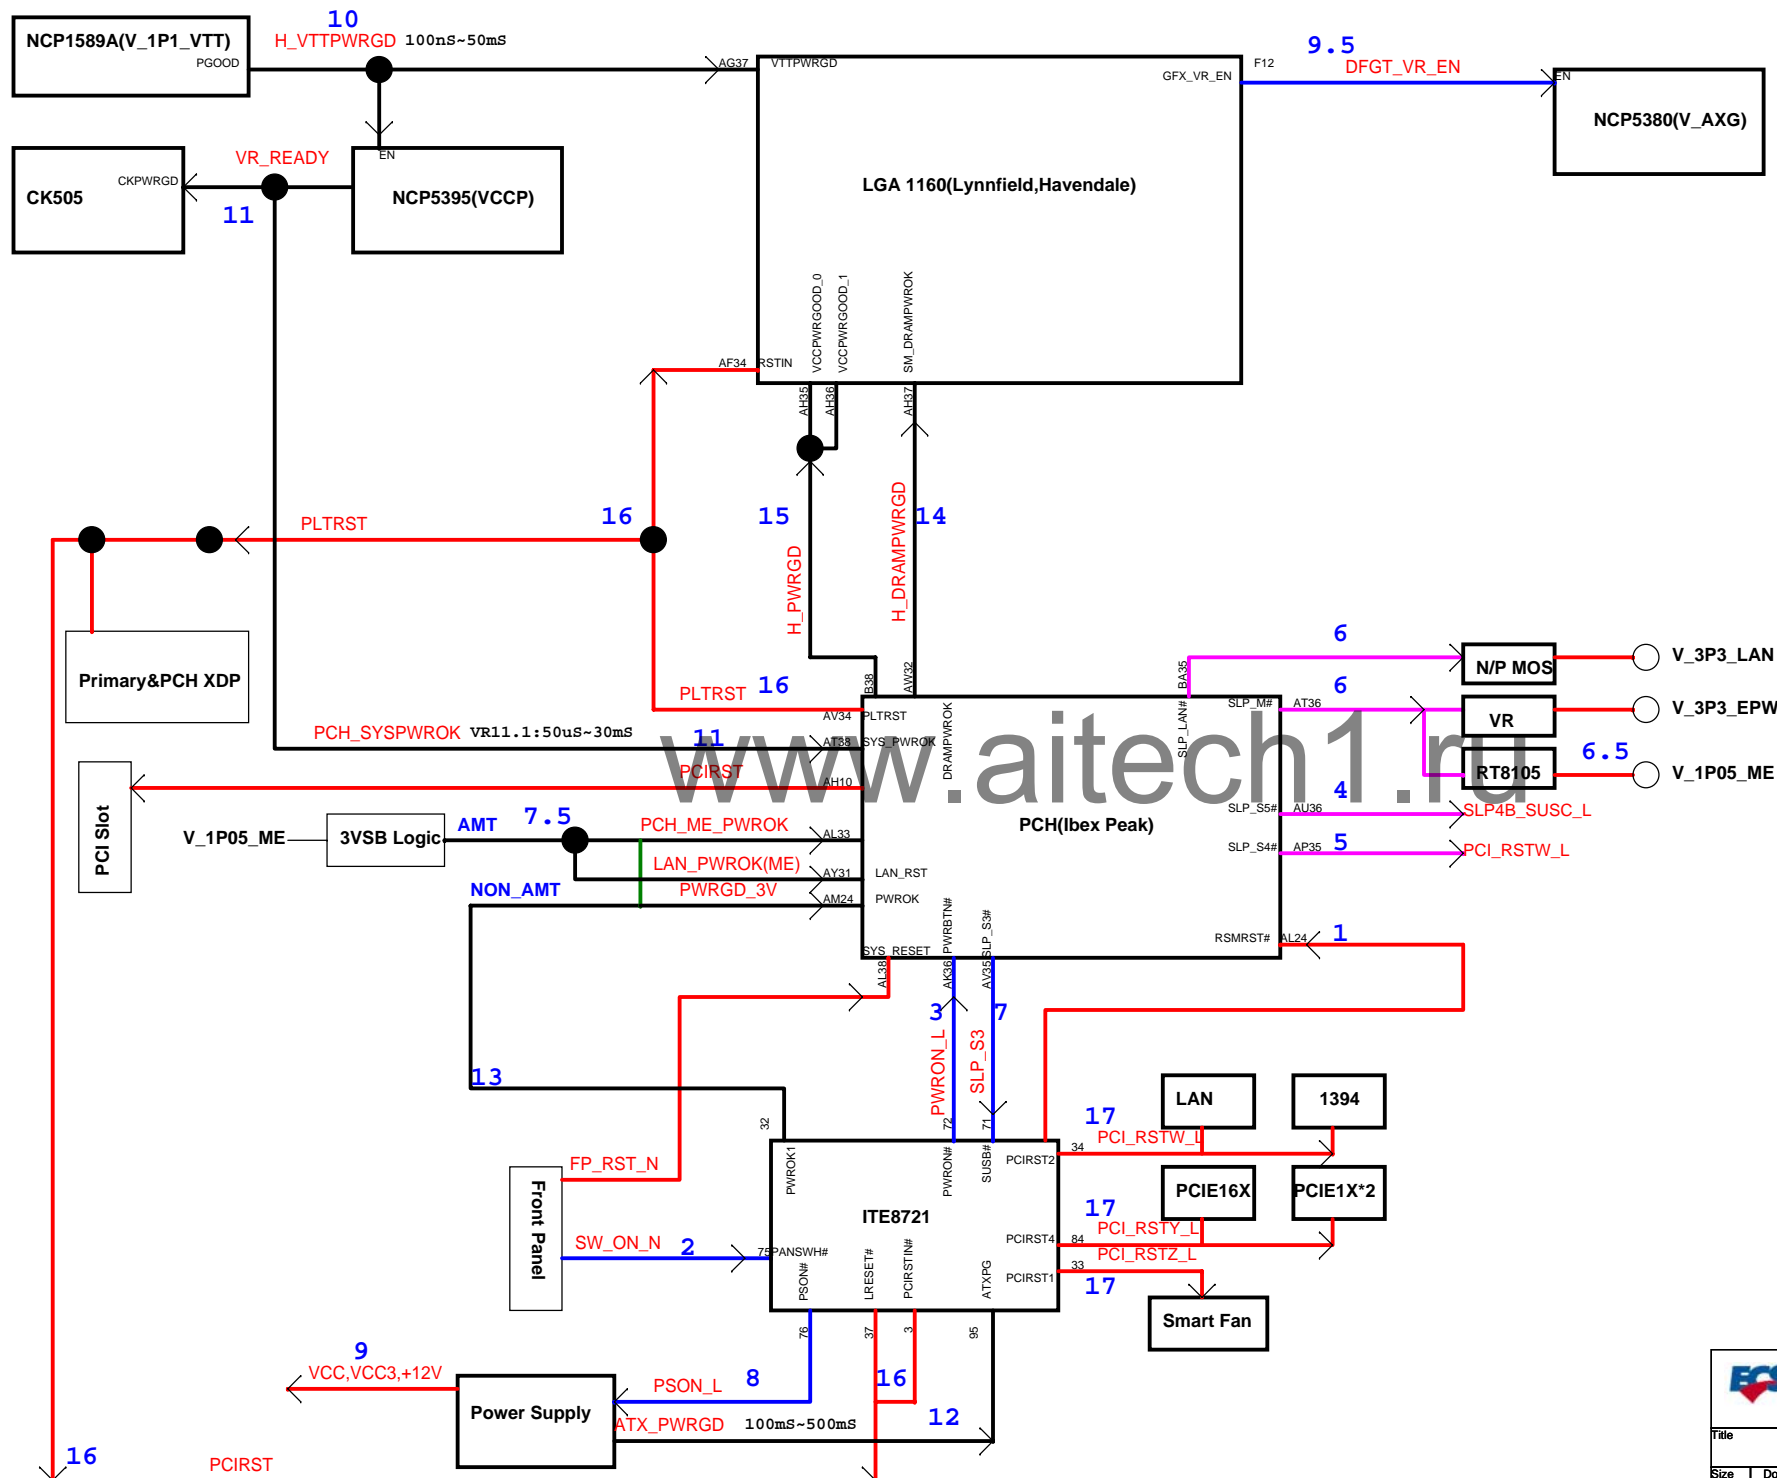 10
NCP1589A(V_1P1_VTT)
H_VTTPWRGD 100nS~50mS
PGOOD
AG37
VTTPWRGD
GFX_VR_EN
F12
9.5
DFGT_VR_EN
EN
NCP5380(V_AXG)
VR_READY
EN
CK505
CKPWRGD
NCP5395(VCCP)
11
LGA 1160(Lynnfield,Havendale)
VCCPWRGOOD_0
VCCPWRGOOD_1
SM_DRAMPWROK
AF34
RSTIN
AH35
AH36
AH37
PLTRST
16
15
14
H_PWRGD
H_DRAMPWRGD
Primary&PCH XDP
PLTRST
16
B38
AW32
BA35
6
N/P MOS
V_3P3_LAN
6
AV34
PLTRST
DRAMPWROK
SLP_LAN#
SLP_M#
AT36
VR
V_3P3_EPW
PCH_SYSPWROK VR11.1:50uS~30mS
11
AT38
SYS_PWROK
6.5
RT8105
V_1P05_ME
www.aitech1.ru
PCI Slot
PCIRST
AH10
4
SLP_S5#
AU36
SLP4B_SUSC_L
PCH(Ibex Peak)
V_1P05_ME
3VSB Logic
AMT
7.5
PCH_ME_PWROK
AL33
SLP_S4#
AP35
5
PCI_RSTW_L
LAN_PWROK(ME)
AY31
LAN_RST
NON_AMT
PWRGD_3V
AM24
PWROK
SYS_RESET
PWRBTN#
SLP_S3#
RSMRST#
AL24
1
AL38
AK36
AV35
3
7
PWRON_L
SLP_S3
13
32
72
71
PWROK1
PWRON#
SUSB#
PCIRST2
34
17
PCI_RSTW_L
LAN
1394
Front Panel
FP_RST_N
SW_ON_N
2
75
PANSWH#
ITE8721
PCIRST4
84
17
PCI_RSTY_L
PCIE16X
PCIE1X*2
PCI_RSTZ_L
PSON#
LRESET#
PCIRSTIN#
ATXPG
PCIRST1
33
17
Smart Fan
76
37
3
95
9
VCC,VCC3,+12V
Power Supply
PSON_L
8
16
ATX_PWRGD 100mS~500mS
12
16
PCIRST
ECS
Title
Size
Do